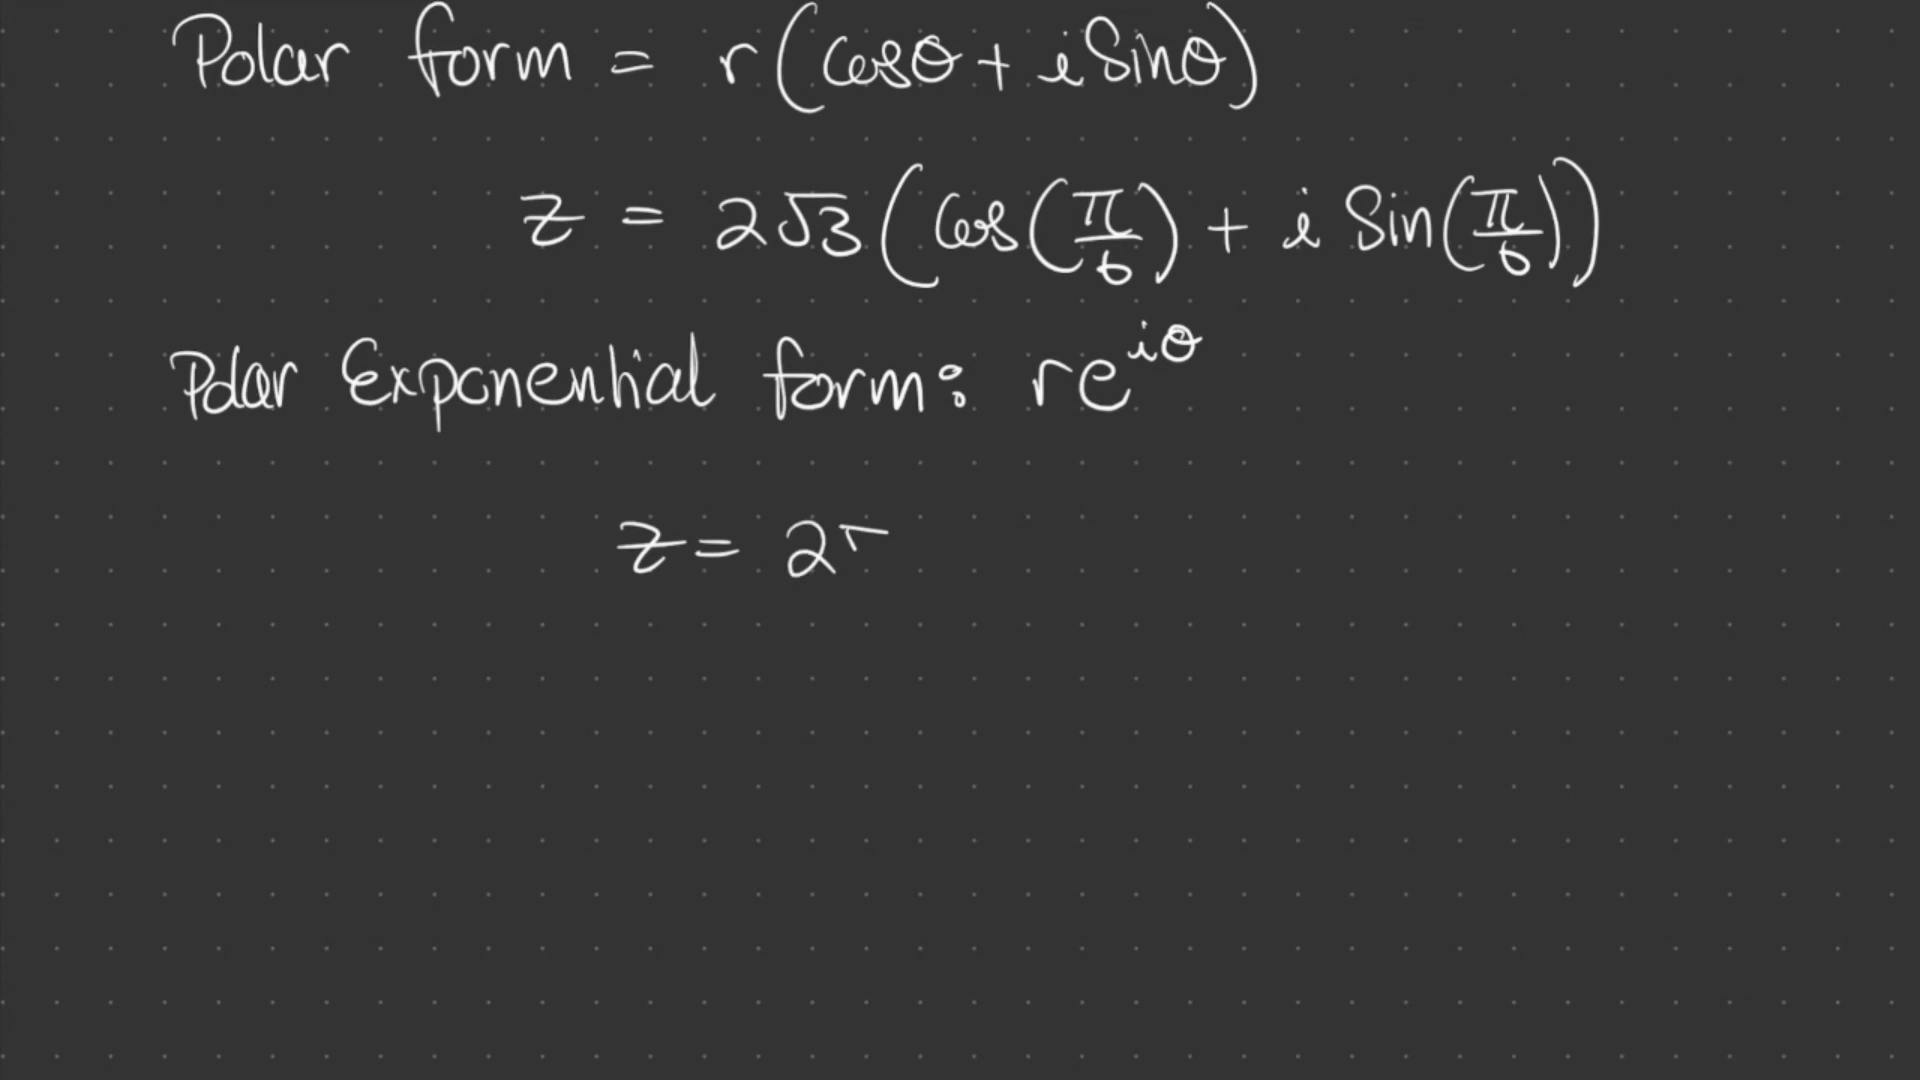 Polar form = r(cosθ + i Sinθ)
z = 2√3 (cos(π/6) + i Sin(π/6))
Polar Exponential form: re^iθ
z = 2